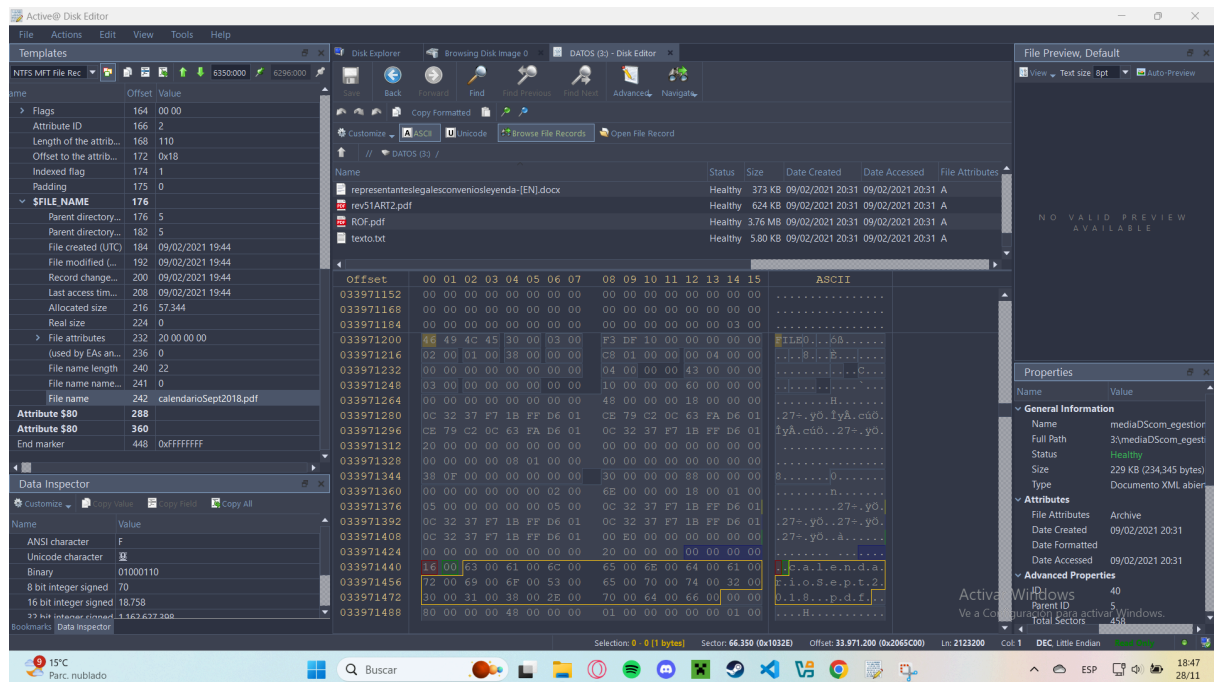 Active@ Disk Editor
File Actions Edit View Tools Help
Templates
NTFS MFT File Rec 6350:000 6296:000
ame Offset Value
Flags 164 00 00
Attribute ID 166 2
Length of the attrib... 168 110
Offset to the attrib... 172 0x18
Indexed flag 174 1
Padding 175 0
$FILE_NAME 176
Parent directory... 176 5
Parent directory... 182 5
File created (UTC) 184 09/02/2021 19:44
File modified (... 192 09/02/2021 19:44
Record change... 200 09/02/2021 19:44
Last access tim... 208 09/02/2021 19:44
Allocated size 216 57.344
Real size 224 0
File attributes 232 20 00 00 00
(used by EAs an... 236 0
File name length 240 22
File name name... 241 0
File name 242 calendarioSept2018.pdf
Attribute $80 288
Attribute $80 360
End marker 448 0xFFFFFFFF
Data Inspector
Customize Copy Value Copy Field Copy All
Name Value
ANSI character F
Unicode character
Binary 01000110
8 bit integer signed 70
16 bit integer signed 18.758
32 bit integer signed 1.162.627.398
Bookmarks Data Inspector
Disk Explorer Browsing Disk Image 0 DATOS (3:) - Disk Editor
Save Back Forward Find Find Previous Find Next Advanced Navigate
Copy Formatted
Customize ASCII Unicode Browse File Records Open File Record
// DATOS (3:) /
Name Status Size Date Created Date Accessed File Attributes
representanteslegalesconveniosleyenda-[EN].docx Healthy 373 KB 09/02/2021 20:31 09/02/2021 20:31 A
rev51ART2.pdf Healthy 624 KB 09/02/2021 20:31 09/02/2021 20:31 A
ROF.pdf Healthy 3.76 MB 09/02/2021 20:31 09/02/2021 20:31 A
texto.txt Healthy 5.80 KB 09/02/2021 20:31 09/02/2021 20:31 A
Offset 00 01 02 03 04 05 06 07 08 09 10 11 12 13 14 15 ASCII
033971152 00 00 00 00 00 00 00 00 00 00 00 00 00 00 00 00 ................
033971168 00 00 00 00 00 00 00 00 00 00 00 00 00 00 00 00 ................
033971184 00 00 00 00 00 00 00 00 00 00 00 00 00 00 03 00 ................
033971200 46 49 4C 45 30 00 03 00 F3 DF 10 00 00 00 00 00 FILE0...óß......
033971216 02 00 01 00 38 00 00 00 C8 01 00 00 00 04 00 00 ....8...È.......
033971232 00 00 00 00 00 00 00 00 04 00 00 00 43 00 00 00 ............C...
033971248 03 00 00 00 00 00 00 00 10 00 00 00 60 00 00 00
033971264 00 00 00 00 00 00 00 00 48 00 00 00 18 00 00 00
033971280 0C 32 37 F7 1B FF D6 01 CE 79 C2 0C 63 FA D6 01 .27÷.ÿÖ.ÎyÂ.cúÖ.
033971296 CE 79 C2 0C 63 FA D6 01 0C 32 37 F7 1B FF D6 01 ÎyÂ.cúÖ..27÷.ÿÖ.
033971312 20 00 00 00 00 00 00 00 00 00 00 00 00 00 00 00
033971328 00 00 00 00 08 01 00 00 00 00 00 00 00 00 00 00 ................
033971344 38 0F 00 00 00 00 00 00 30 00 00 00 88 00 00 00 8.......0.......
033971360 00 00 00 00 00 00 02 00 6E 00 00 00 18 00 01 00 ........n.......
033971376 05 00 00 00 00 00 05 00 0C 32 37 F7 1B FF D6 01 .........27÷.ÿÖ.
033971392 0C 32 37 F7 1B FF D6 01 0C 32 37 F7 1B FF D6 01 .27÷.ÿÖ..27÷.ÿÖ.
033971408 0C 32 37 F7 1B FF D6 01 00 E0 00 00 00 00 00 00 .27÷.ÿÖ..à......
033971424 00 00 00 00 00 00 00 00 20 00 00 00 00 00 00 00
033971440 16 00 63 00 61 00 6C 00 65 00 6E 00 64 00 61 00 ..c.a.l.e.n.d.a.
033971456 72 00 69 00 6F 00 53 00 65 00 70 00 74 00 32 00 r.i.o.S.e.p.t.2.
033971472 30 00 31 00 38 00 2E 00 70 00 64 00 66 00 00 00 0.1.8...p.d.f...
033971488 80 00 00 00 48 00 00 00 01 00 00 00 00 00 01 00 ....H...........
File Preview, Default
View Text size 8pt Auto-Preview
NO VALID PREVIEW
AVAILABLE
Properties
Name Value
General Information
Name mediaDScom_egestion
Full Path 3:\mediaDScom_egesti
Status Healthy
Size 229 KB (234,345 bytes)
Type Documento XML abier
Attributes
File Attributes Archive
Date Created 09/02/2021 20:31
Date Formatted
Date Accessed 09/02/2021 20:31
Advanced Properties
ID 40
Parent ID 5
Total Sectors 458
Activar Windows
Ve a Configuración para activar Windows.
Selection: 0 - 0 [1 bytes] Sector: 66.350 (0x1032E) Offset: 33.971.200 (0x2065C00) Ln: 2123200 Col: 1 DEC, Little Endian Read Only
9 15°C
Parc. nublado
Buscar
ESP 18:47
28/11